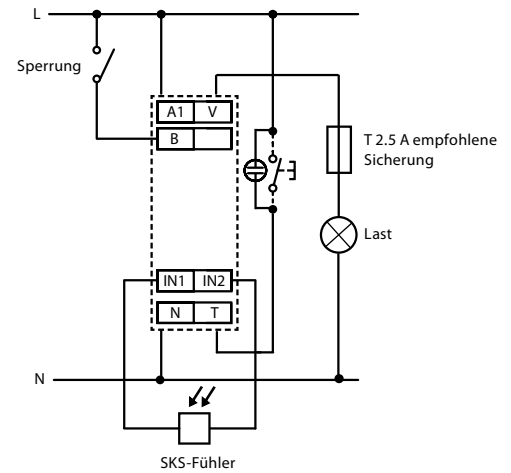 L
Sperrung
A1 V
B
T 2.5 A empfohlene
Sicherung
Last
IN1 IN2
N T
N
SKS-Fühler